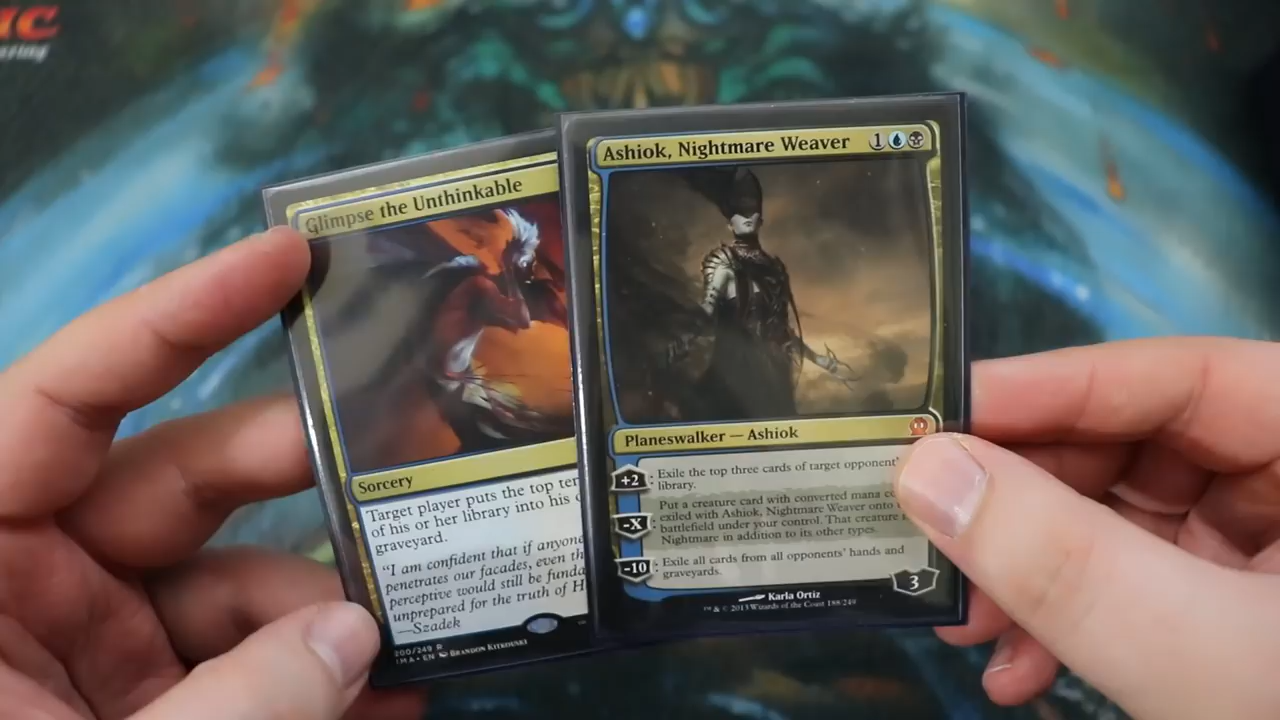 IC
ering
Glimpse the Unthinkable
Sorcery
Target player puts the top ten
of his or her library into his
graveyard.
"I am confident that if anyone
penetrates our facades, even th
perceptive would still be funda
unprepared for the truth of H
—Szadek
200/249 R
IMA • EN BRANDON KITKOUSKI
Ashiok, Nightmare Weaver 1
Planeswalker — Ashiok
+2 : Exile the top three cards of target opponent'
library.
-X : Put a creature card with converted mana co
exiled with Ashiok, Nightmare Weaver onto
battlefield under your control. That creature
Nightmare in addition to its other types.
-10 : Exile all cards from all opponents' hands and
graveyards.
3
Karla Ortiz
™ & © 2013 Wizards of the Coast 188/249